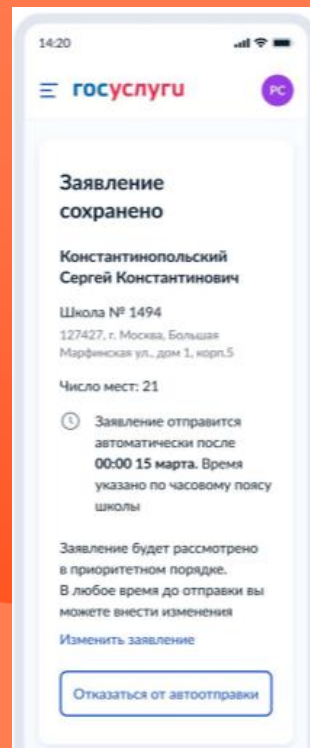 14:20
госуслуги
РС
Заявление
сохранено
Константинопольский
Сергей Константинович
Школа № 1494
127427, г. Москва, Большая
Марфинская ул., дом 1, корп.5
Число мест: 21
Заявление отправится
автоматически после
00:00 15 марта. Время
указано по часовому поясу
школы
Заявление будет рассмотрено
в приоритетном порядке.
В любое время до отправки вы
можете внести изменения
Изменить заявление
Отказаться от автоотправки